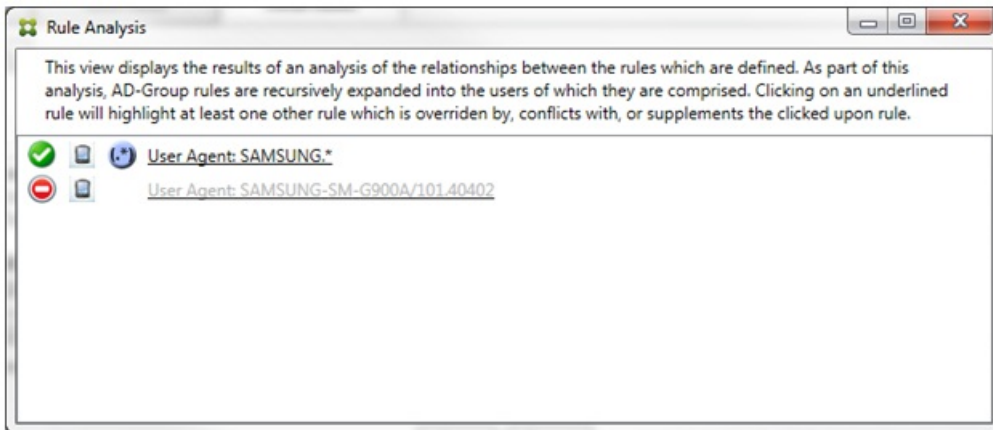 Rule Analysis
This view displays the results of an analysis of the relationships between the rules which are defined. As part of this
analysis, AD-Group rules are recursively expanded into the users of which they are comprised. Clicking on an underlined
rule will highlight at least one other rule which is overriden by, conflicts with, or supplements the clicked upon rule.
(.*) User Agent: SAMSUNG.*
User Agent: SAMSUNG-SM-G900A/101.40402